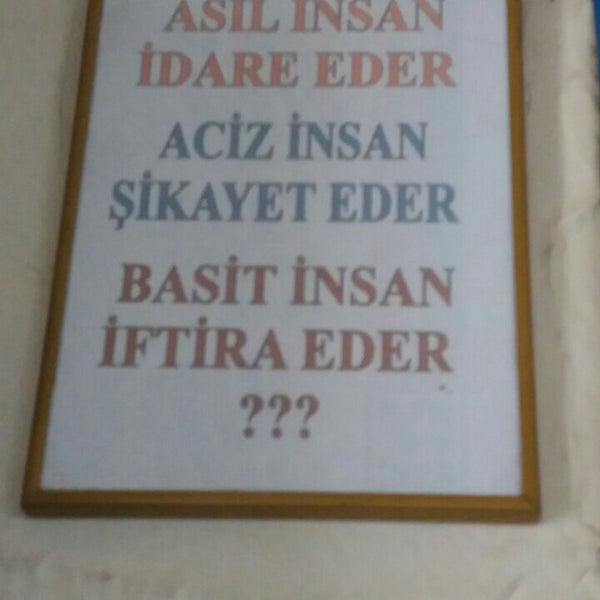 ASİL İNSAN
İDARE EDER
ACİZ İNSAN
ŞİKAYET EDER
BASİT İNSAN
İFTİRA EDER
???